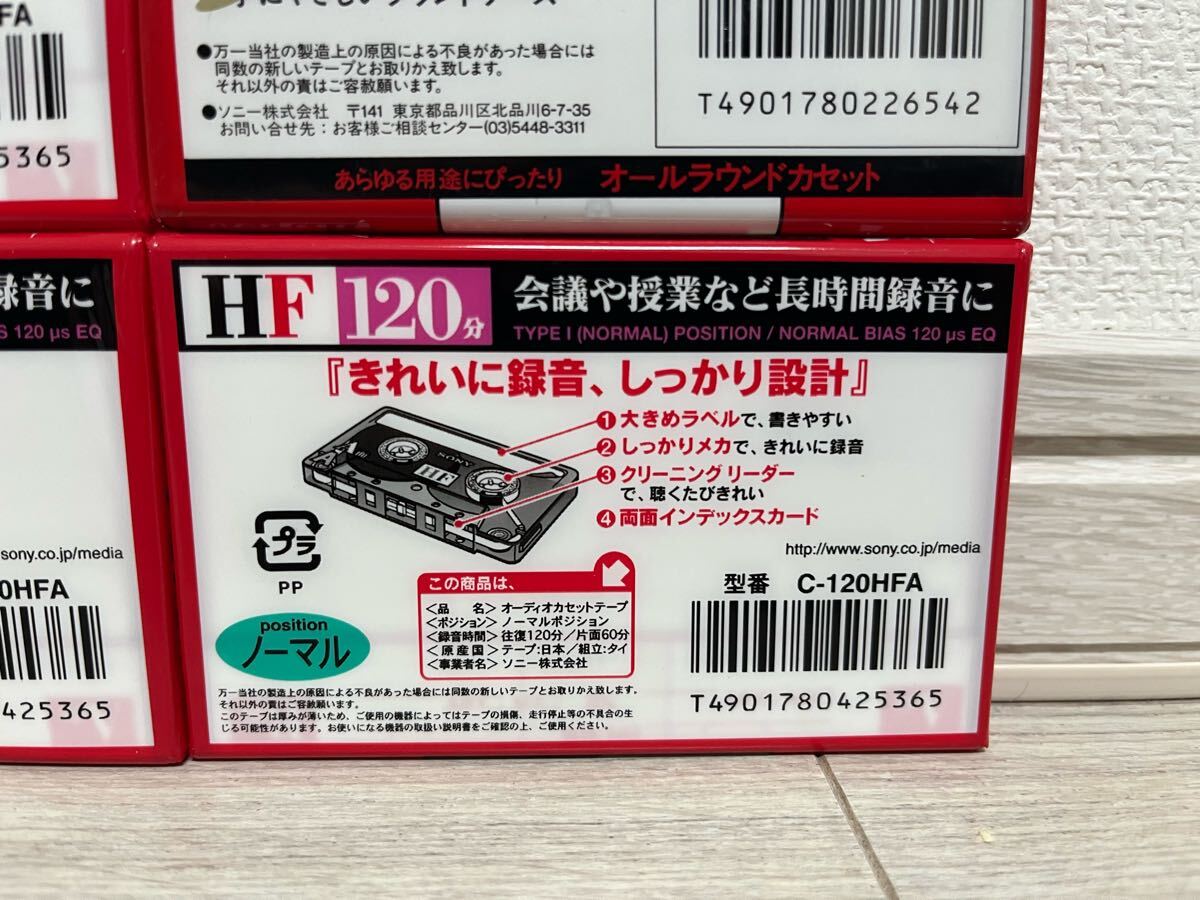 FA
5365
●万一当社の製造上の原因による不良があった場合には
同数の新しいテープとお取りかえ致します。
それ以外の責はご容赦願います。
●ソニー株式会社 〒141 東京都品川区北品川6-7-35
お問い合せ先：お客様ご相談センター(03)5448-3311
T4901780226542
あらゆる用途にぴったり オールラウンドカセット
録音に
S 120 μs EQ
sony.co.jp/media
0HFA
425365
HF 120分 会議や授業など長時間録音に
TYPE I (NORMAL) POSITION / NORMAL BIAS 120 μs EQ
『きれいに録音、しっかり設計』
❶大きめラベルで、書きやすい
❷しっかりメカで、きれいに録音
❸クリーニングリーダー
で、聴くたびきれい
❹両面インデックスカード
A
SONY
HF
プラ
PP
http://www.sony.co.jp/media
この商品は、
＜品 名＞オーディオカセットテープ
＜ポジション＞ノーマルポジション
＜録音時間＞往復120分／片面60分
＜原産国＞テープ:日本／組立:タイ
＜事業者名＞ソニー株式会社
型番 C-120HFA
T4901780425365
position
ノーマル
万一当社の製造上の原因による不良があった場合には同数の新しいテープとお取りかえ致します。
それ以外の責はご容赦願います。
このテープは厚みが薄いため、ご使用の機器によってはテープの損傷、走行停止等の不具合の生
じる可能性があります。お使いになる機器の取扱い説明書をご確認の上、ご使用ください。